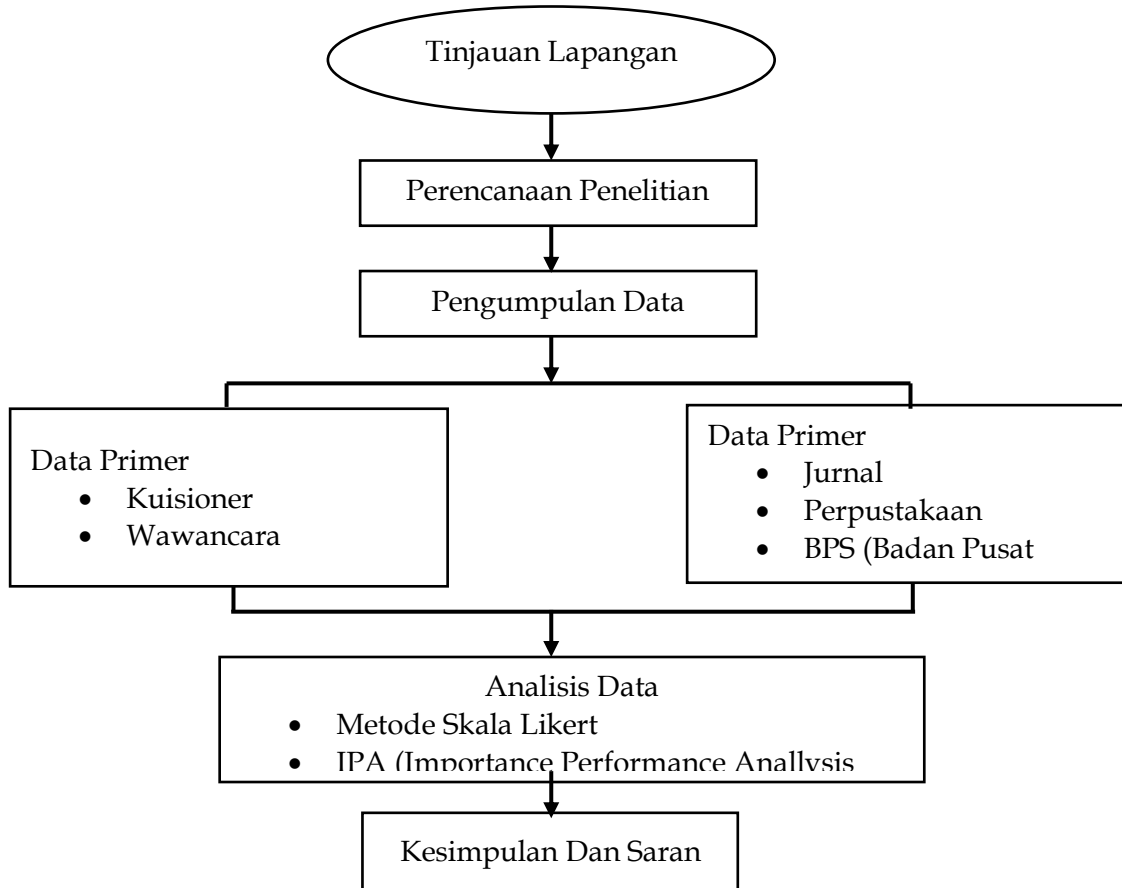 Tinjauan Lapangan
Perencanaan Penelitian
Pengumpulan Data
Data Primer
• Kuisioner
• Wawancara
Data Primer
• Jurnal
• Perpustakaan
• BPS (Badan Pusat
Analisis Data
• Metode Skala Likert
• IPA (Importance Performance Anallysis
Kesimpulan Dan Saran